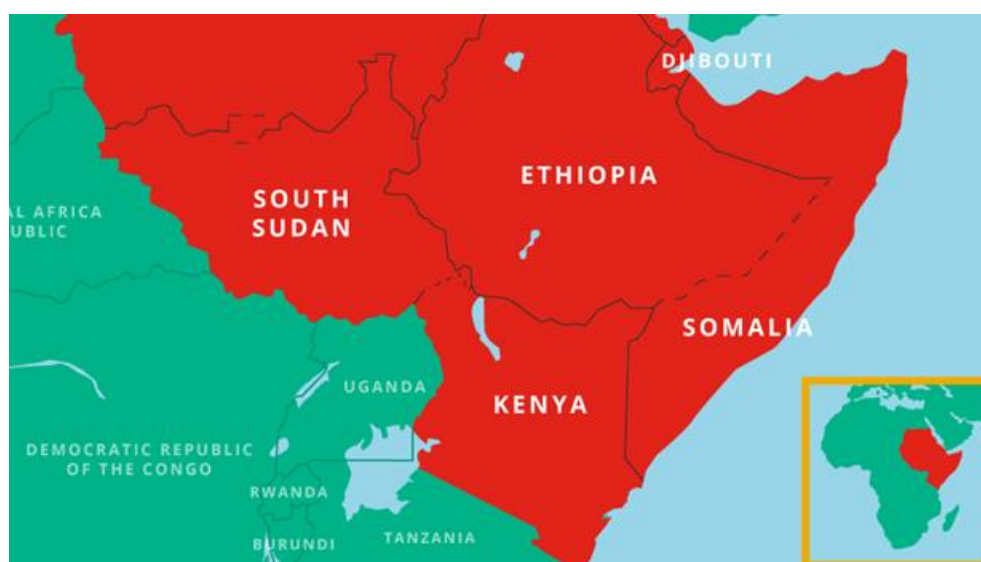 DJIBOUTI
ETHIOPIA
SOUTH
SUDAN
AL AFRICA
UBLIC
SOMALIA
UGANDA
KENYA
DEMOCRATIC REPUBLIC
OF THE CONGO
RWANDA
TANZANIA
BURUNDI